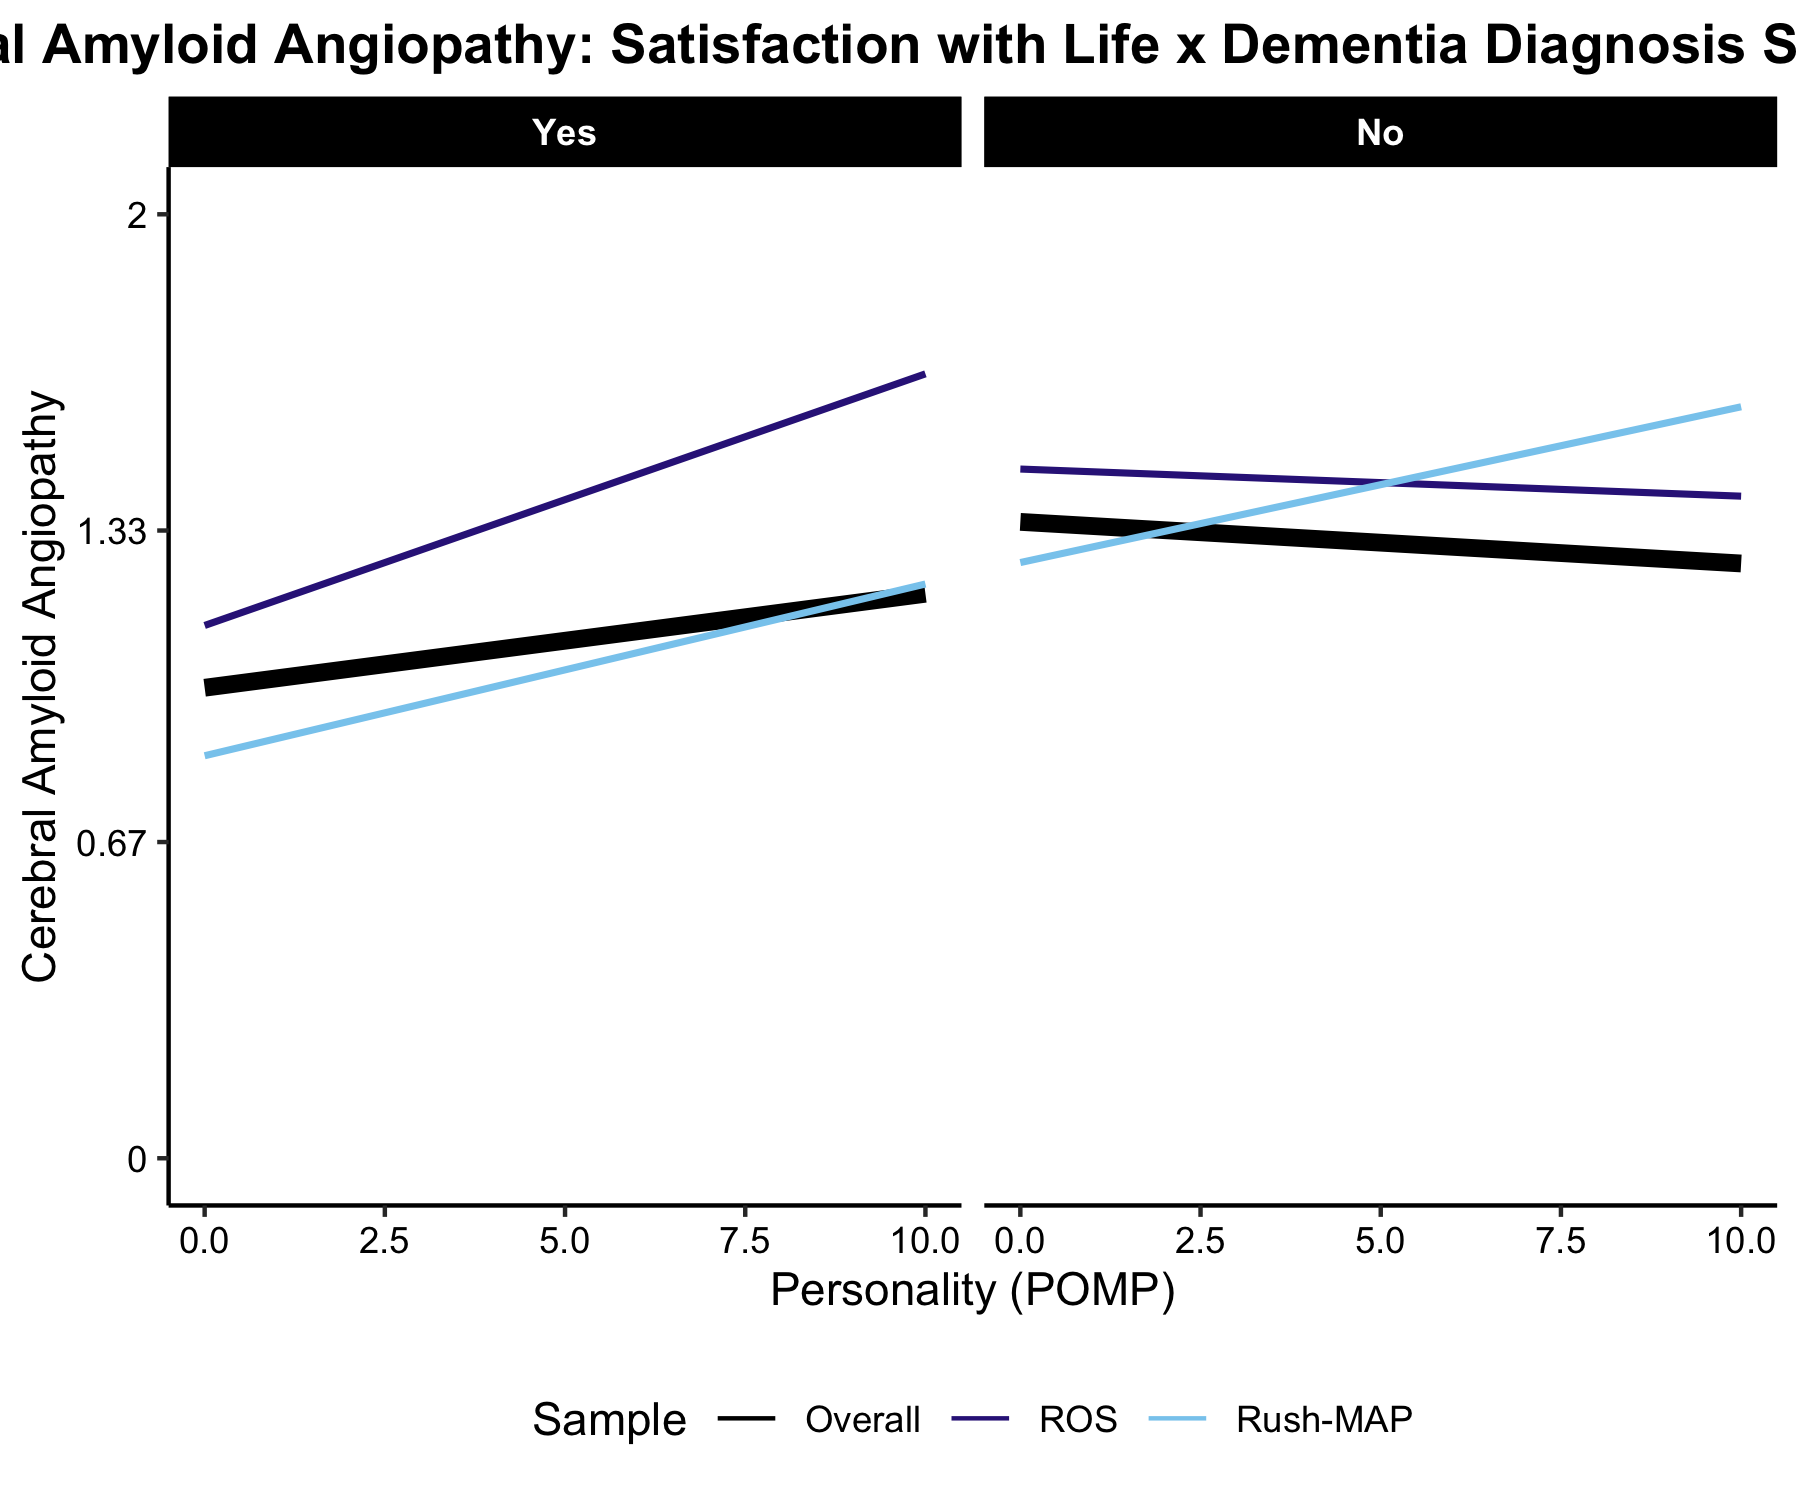 Amyloid Angiopathy: Satisfaction with Life x Dementia Diagnosis
Yes
No
Cerebral Amyloid Angiopathy
2
1.33
0.67
0
0.0 2.5 5.0 7.5 10.0
0.0 2.5 5.0 7.5 10.0
Personality (POMP)
Sample Overall ROS Rush-MAP